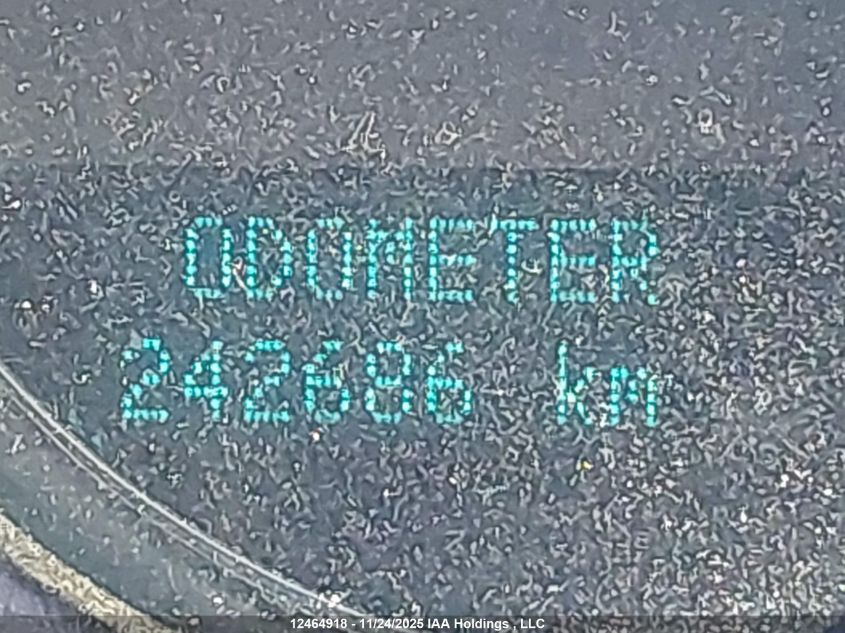 ODOMETER
242686 km
12464918 - 11/24/2025 IAA Holdings , LLC